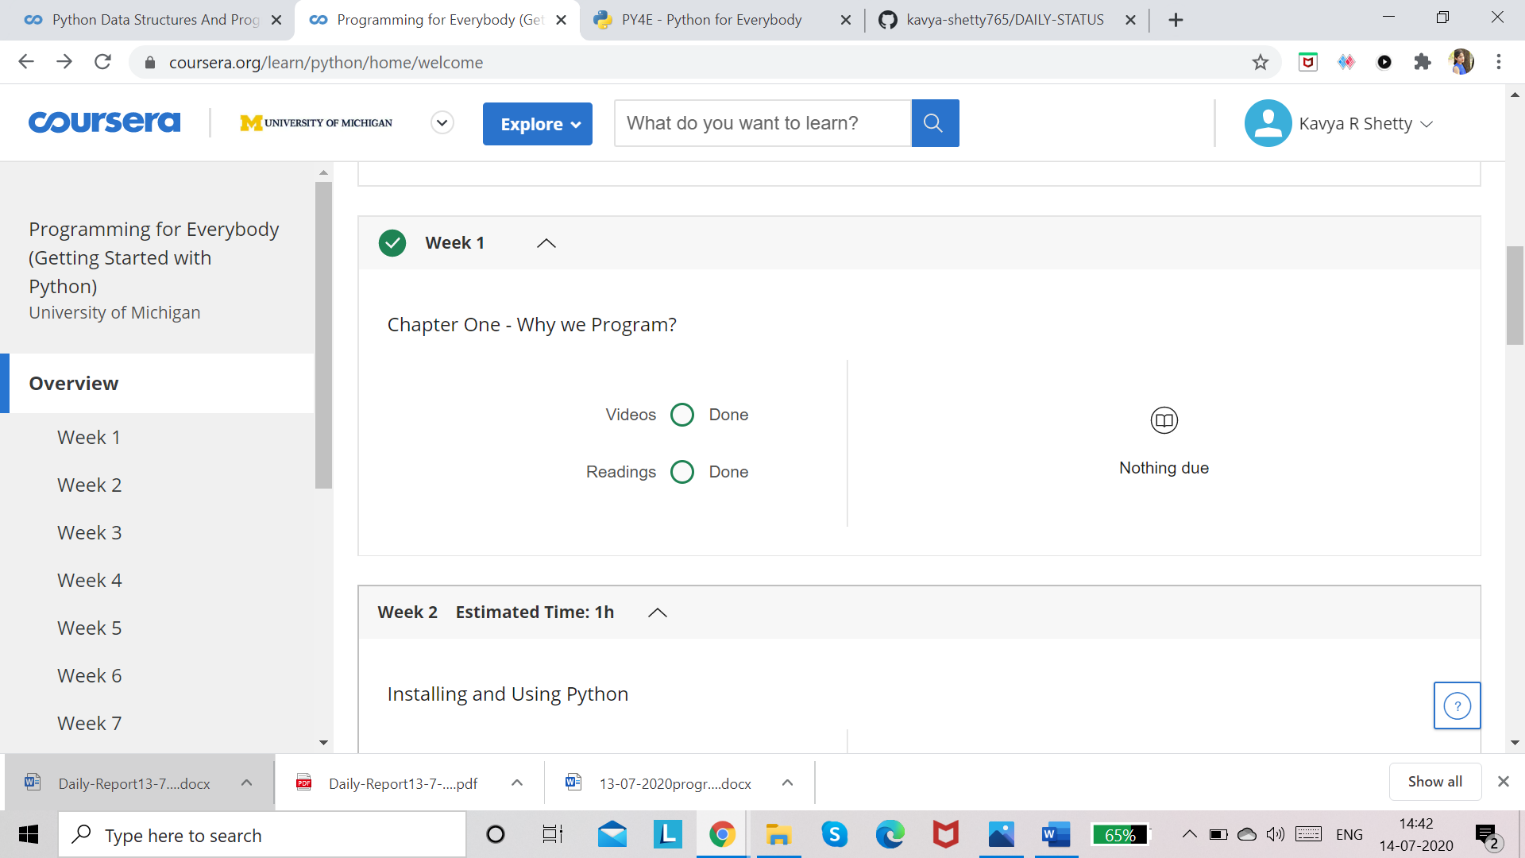 Python Data Structures And Prog
Programming for Everybody (Get
PY4E - Python for Everybody
kavya-shetty765/DAILY-STATUS
coursera.org/learn/python/home/welcome
coursera
M UNIVERSITY OF MICHIGAN
Explore
What do you want to learn?
Kavya R Shetty
Programming for Everybody
(Getting Started with
Python)
University of Michigan
Overview
Week 1
Week 2
Week 3
Week 4
Week 5
Week 6
Week 7
Week 1
Chapter One - Why we Program?
Videos Done
Readings Done
Nothing due
Week 2 Estimated Time: 1h
Installing and Using Python
?
Daily-Report13-7....docx
PDF
Daily-Report13-7-....pdf
13-07-2020progr....docx
Show all
Type here to search
L
S
W
65%
ENG
14:42
14-07-2020
2